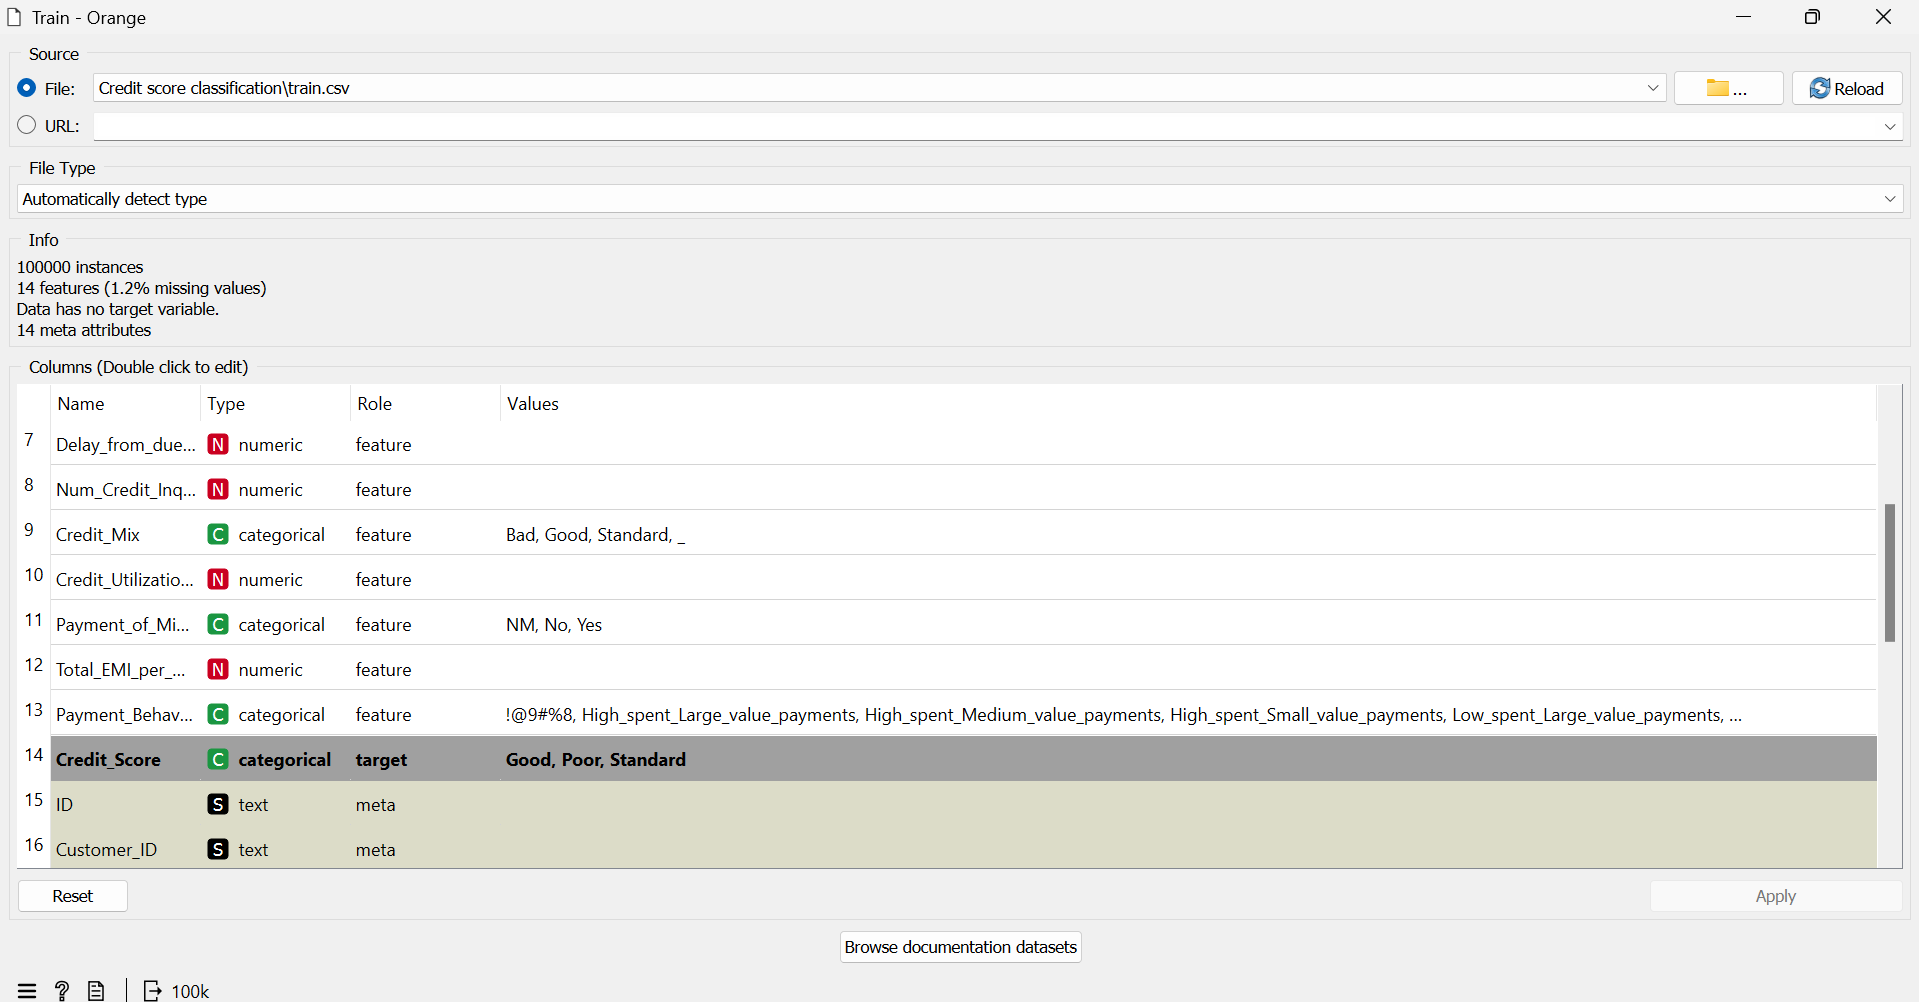 Train - Orange
Source
File: Credit score classification\train.csv ... Reload
URL:
File Type
Automatically detect type
Info
100000 instances
14 features (1.2% missing values)
Data has no target variable.
14 meta attributes
Columns (Double click to edit)
Name Type Role Values
7 Delay_from_due... N numeric feature
8 Num_Credit_Inq... N numeric feature
9 Credit_Mix C categorical feature Bad, Good, Standard, _
10 Credit_Utilizatio... N numeric feature
11 Payment_of_Mi... C categorical feature NM, No, Yes
12 Total_EMI_per_... N numeric feature
13 Payment_Behav... C categorical feature !@9#%8, High_spent_Large_value_payments, High_spent_Medium_value_payments, High_spent_Small_value_payments, Low_spent_Large_value_payments, ...
14 Credit_Score C categorical target Good, Poor, Standard
15 ID S text meta
16 Customer_ID S text meta
Reset Apply
Browse documentation datasets
? 100k